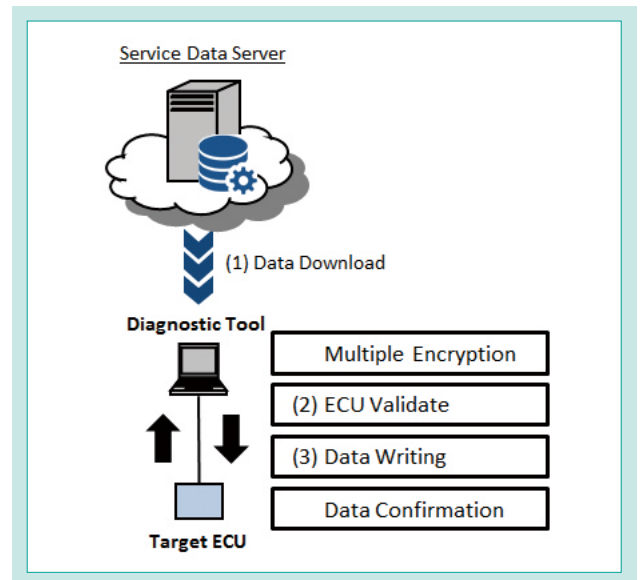 Service Data Server
(1) Data Download
Diagnostic Tool
Multiple Encryption
(2) ECU Validate
(3) Data Writing
Data Confirmation
Target ECU